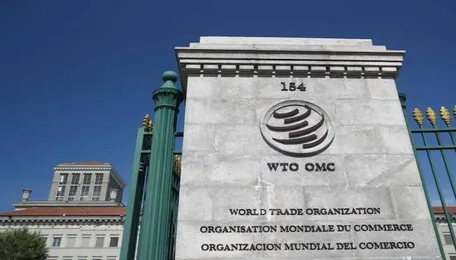 154
WTO OMC
WORLD TRADE ORGANIZATION
ORGANISATION MONDIALE DU COMMERCE
ORGANIZACION MUNDIAL DEL COMERCIO